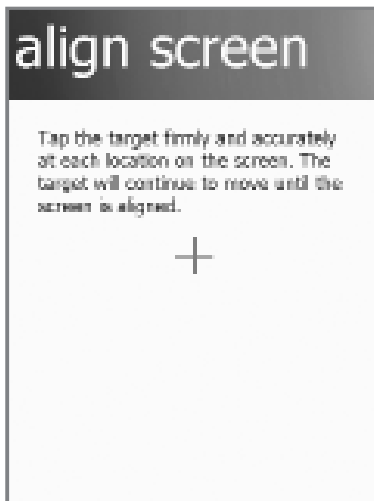 align screen
Tap the target firmly and accurately
at each location on the screen. The
target will continue to move until the
screen is aligned.